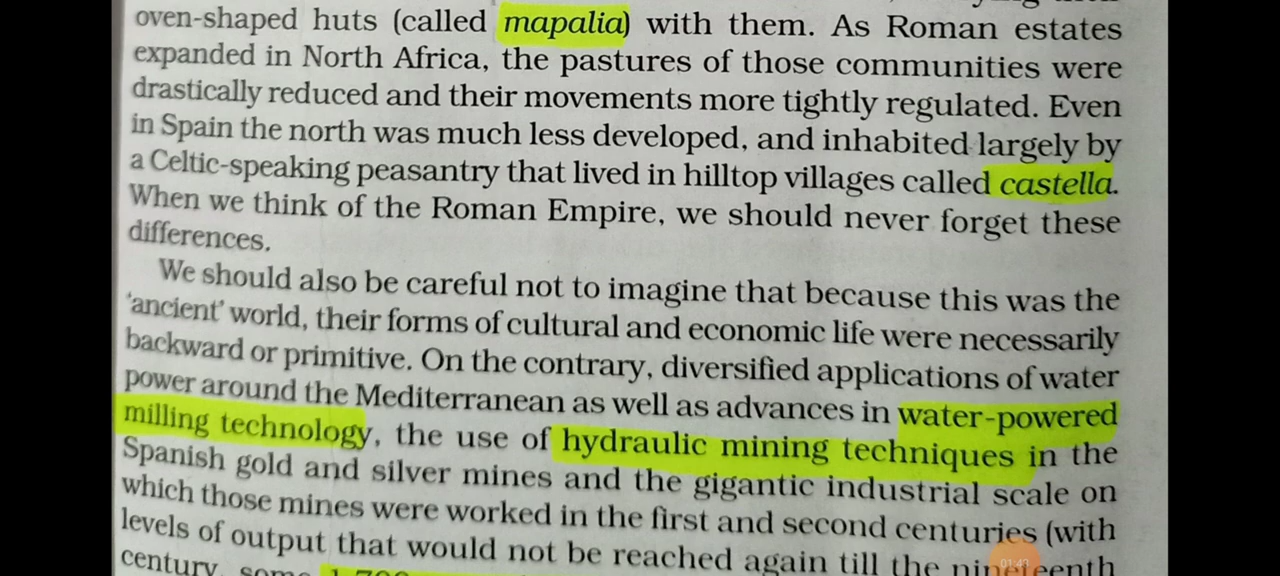 oven-shaped huts (called mapalia) with them. As Roman estates
expanded in North Africa, the pastures of those communities were
drastically reduced and their movements more tightly regulated. Even
in Spain the north was much less developed, and inhabited largely by
a Celtic-speaking peasantry that lived in hilltop villages called castella.
When we think of the Roman Empire, we should never forget these
differences.
We should also be careful not to imagine that because this was the
'ancient' world, their forms of cultural and economic life were necessarily
backward or primitive. On the contrary, diversified applications of water
power around the Mediterranean as well as advances in water-powered
milling technology, the use of hydraulic mining techniques in the
Spanish gold and silver mines and the gigantic industrial scale on
which those mines were worked in the first and second centuries (with
levels of output that would not be reached again till the nineteenth
century, some
01:43